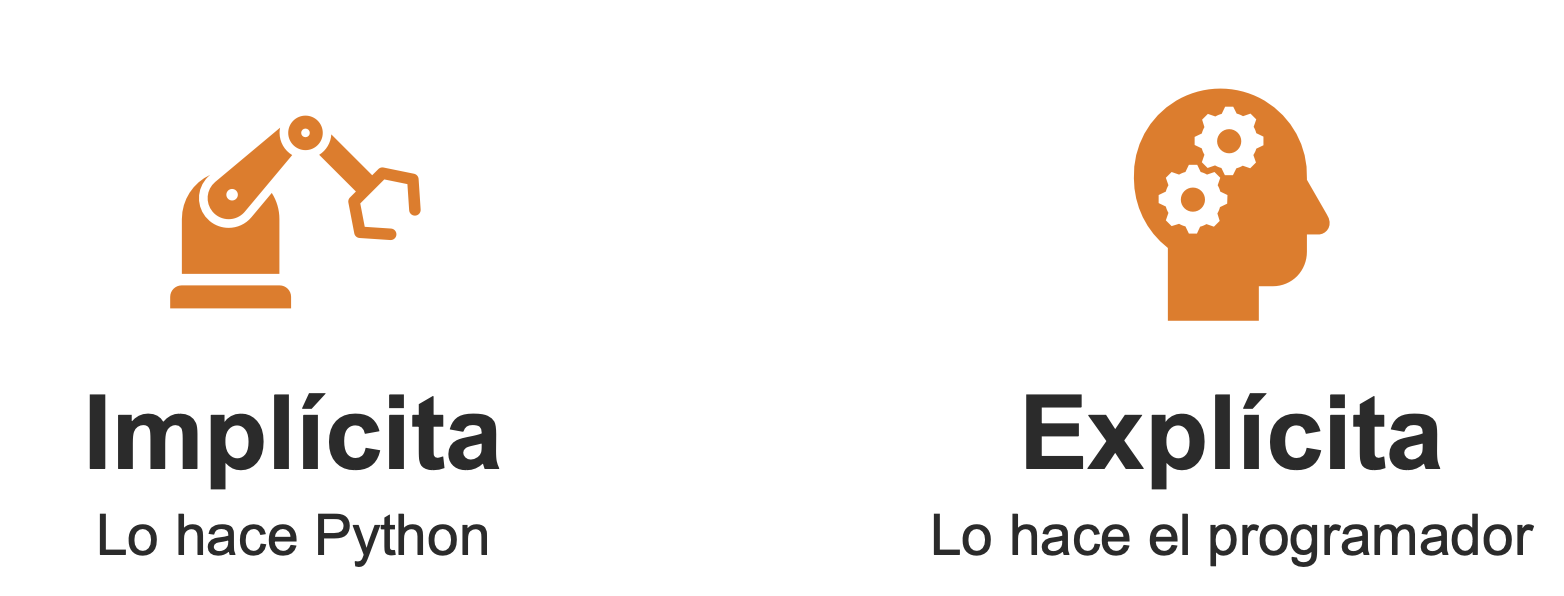 Implícita
Lo hace Python
Explícita
Lo hace el programador